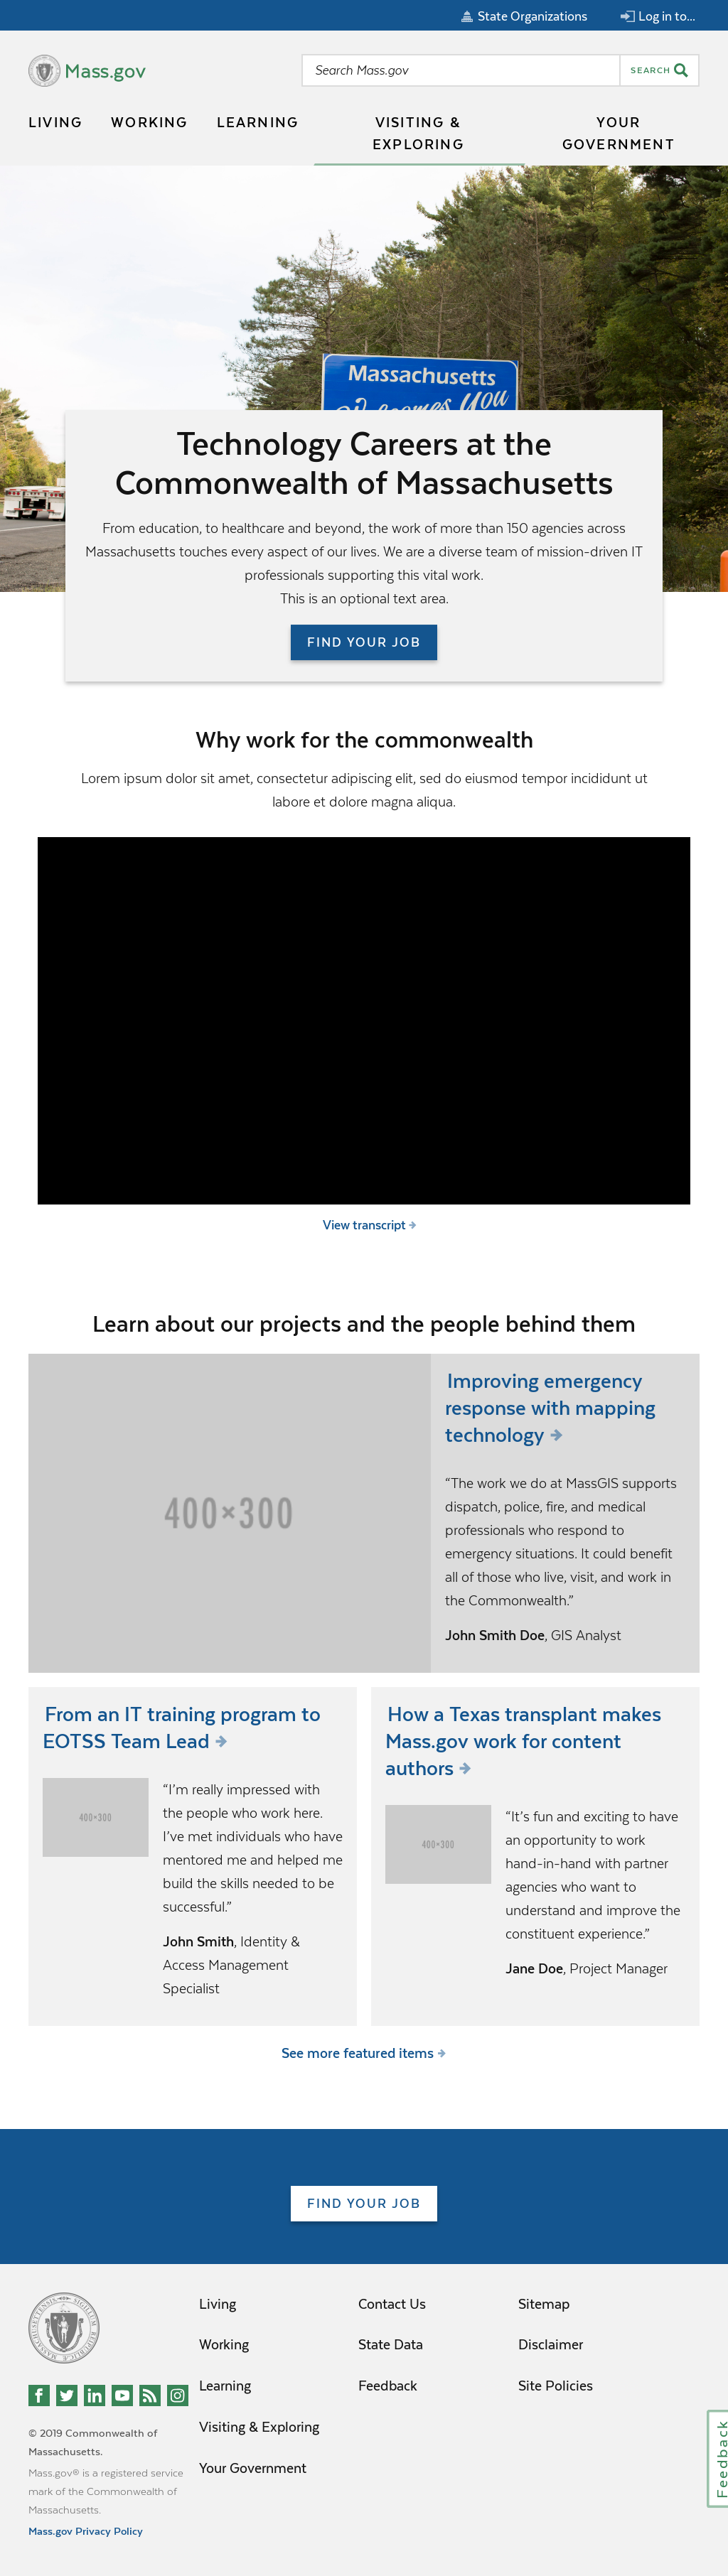 State Organizations
Log in to...
Mass.gov
Search Mass.gov
SEARCH
LIVING
WORKING
LEARNING
VISITING &
EXPLORING
YOUR
GOVERNMENT
Massachusetts
Welcomes You
Technology Careers at the
Commonwealth of Massachusetts
From education, to healthcare and beyond, the work of more than 150 agencies across
Massachusetts touches every aspect of our lives. We are a diverse team of mission-driven IT
professionals supporting this vital work.
This is an optional text area.
FIND YOUR JOB
Why work for the commonwealth
Lorem ipsum dolor sit amet, consectetur adipiscing elit, sed do eiusmod tempor incididunt ut
labore et dolore magna aliqua.
View transcript
Learn about our projects and the people behind them
400×300
Improving emergency
response with mapping
technology
“The work we do at MassGIS supports
dispatch, police, fire, and medical
professionals who respond to
emergency situations. It could benefit
all of those who live, visit, and work in
the Commonwealth.”
John Smith Doe, GIS Analyst
From an IT training program to
EOTSS Team Lead
400×300
“I’m really impressed with
the people who work here.
I’ve met individuals who have
mentored me and helped me
build the skills needed to be
successful.”
John Smith, Identity &
Access Management
Specialist
How a Texas transplant makes
Mass.gov work for content
authors
400×300
“It’s fun and exciting to have
an opportunity to work
hand-in-hand with partner
agencies who want to
understand and improve the
constituent experience.”
Jane Doe, Project Manager
See more featured items
FIND YOUR JOB
Living
Working
Learning
Visiting & Exploring
Your Government
Contact Us
State Data
Feedback
Sitemap
Disclaimer
Site Policies
© 2019 Commonwealth of
Massachusetts.
Mass.gov® is a registered service
mark of the Commonwealth of
Massachusetts.
Mass.gov Privacy Policy
Feedback